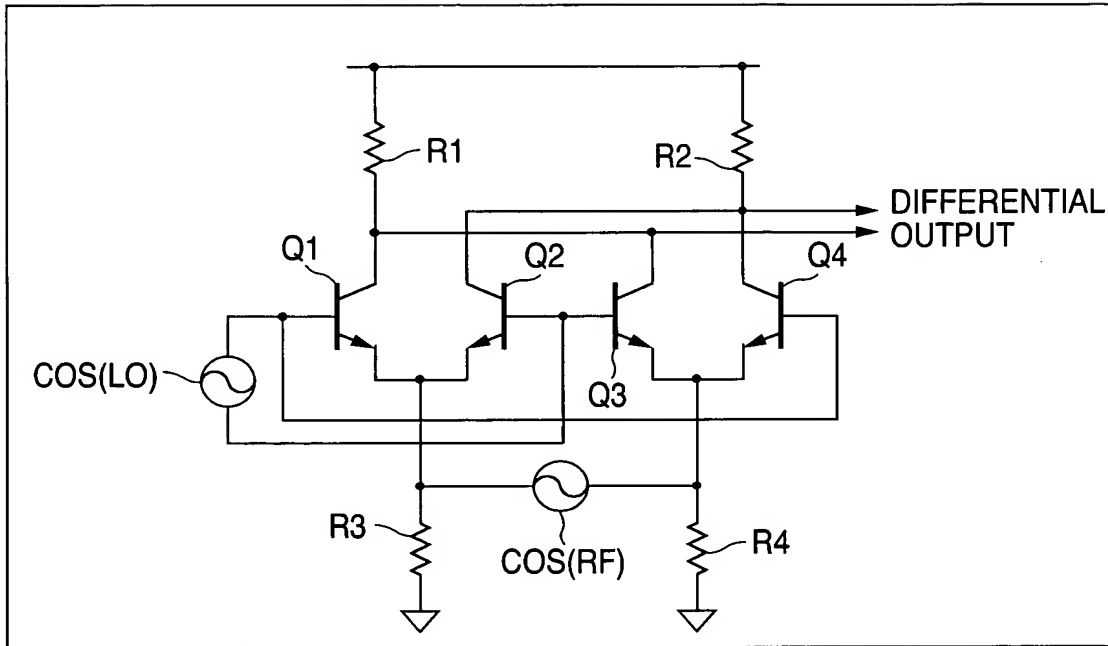 R1
R2
DIFFERENTIAL
OUTPUT
Q1
Q2
Q4
COS(LO)
Q3
R3
COS(RF)
R4